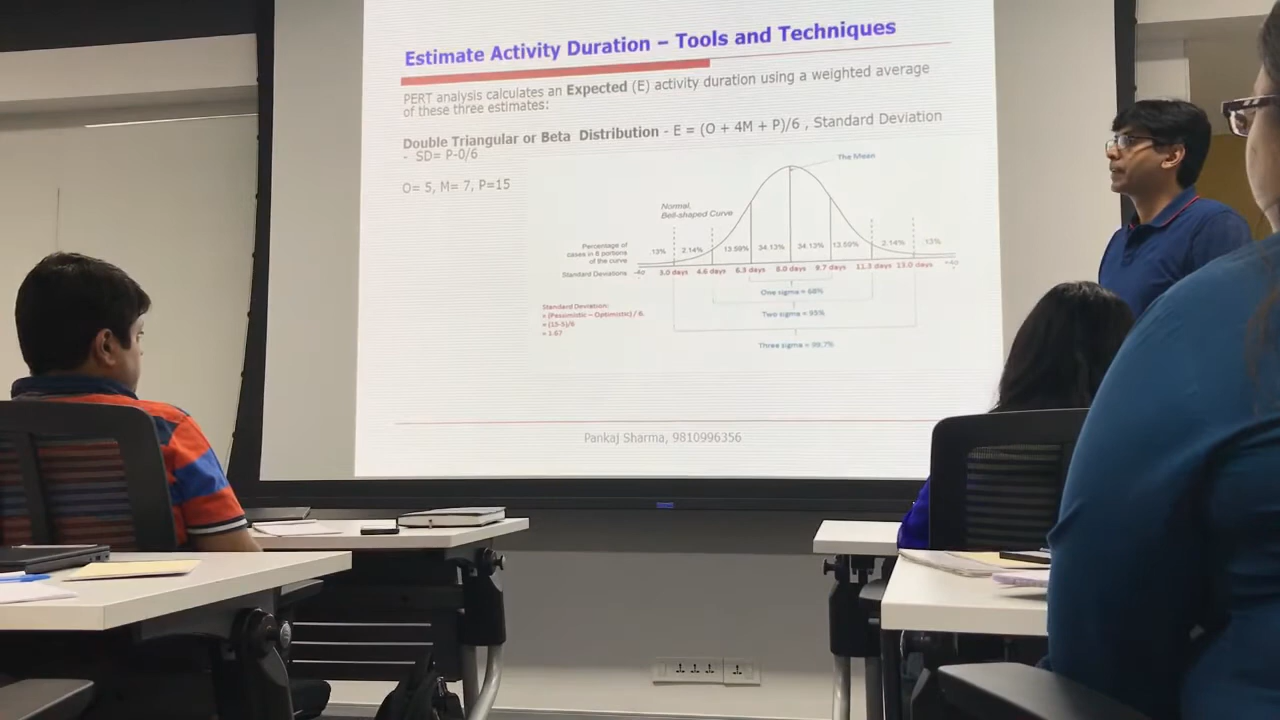 Estimate Activity Duration – Tools and Techniques
PERT analysis calculates an Expected (E) activity duration using a weighted average
of these three estimates:
Double Triangular or Beta Distribution - E = (O + 4M + P)/6 , Standard Deviation
- SD= P-0/6
O= 5, M= 7, P=15
The Mean
Normal,
Bell-shaped Curve
Percentage of
cases in 8 portions
of the curve
.13% 2.14% 13.59% 34.13% 34.13% 13.59% 2.14% .13%
Standard Deviations -4σ 3.0 days 4.6 days 6.3 days 8.0 days 9.7 days 11.3 days 13.0 days +4σ
One sigma = 68%
Two sigma = 95%
Three sigma = 99.7%
Standard Deviation:
= (Pessimistic – Optimistic) / 6.
= (15-5)/6
= 1.67
Pankaj Sharma, 9810996356